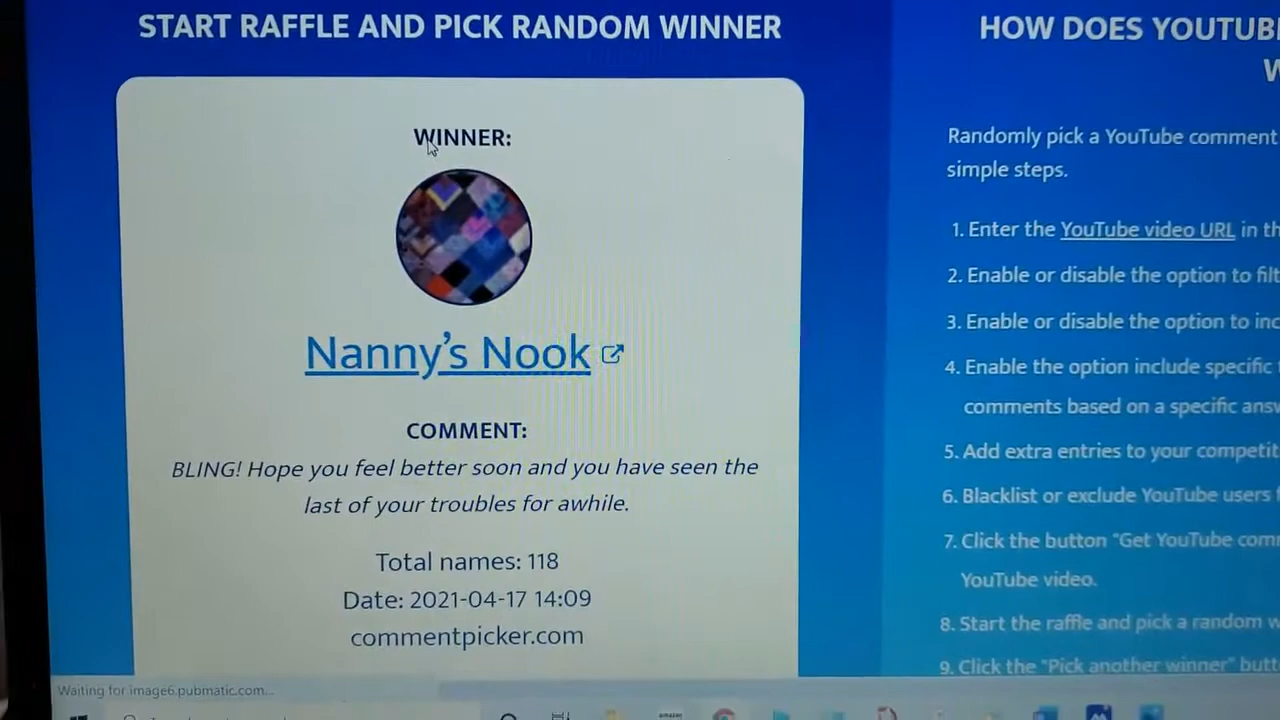 START RAFFLE AND PICK RANDOM WINNER
WINNER:
Nanny's Nook
COMMENT:
BLING! Hope you feel better soon and you have seen the
last of your troubles for awhile.
Total names: 118
Date: 2021-04-17 14:09
commentpicker.com
HOW DOES YOUTUBE
W
Randomly pick a YouTube comment
simple steps.
1. Enter the YouTube video URL in th
2. Enable or disable the option to filt
3. Enable or disable the option to inc
4. Enable the option include specific
comments based on a specific answ
5. Add extra entries to your competit
6. Blacklist or exclude YouTube users
7. Click the button "Get YouTube com
YouTube video.
8. Start the raffle and pick a random w
9. Click the "Pick another winner" butt
Waiting for image6.pubmatic.com...
amazon